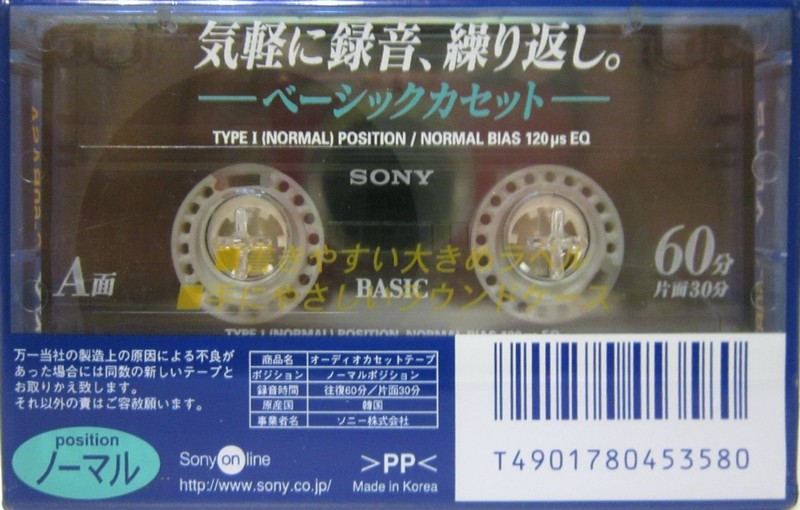 気軽に録音、繰り返し。
ベーシックカセット
TYPE I (NORMAL) POSITION / NORMAL BIAS 120 μs EQ
SONY
■書きやすい大きめラベル
A面
BASIC
60分
片面30分
■手にやさしいラウンドケース
TYPE I (NORMAL) POSITION NORMAL BIAS 120 μs EQ
万一当社の製造上の原因による不良が
あった場合には同数の新しいテープと
お取りかえ致します。
それ以外の責はご容赦願います。
商品名 オーディオカセットテープ
ポジション ノーマルポジション
録音時間 往復60分／片面30分
原産国 韓国
事業者名 ソニー株式会社
position
ノーマル
Sony on line
http://www.sony.co.jp/
>PP<
Made in Korea
T4901780453580